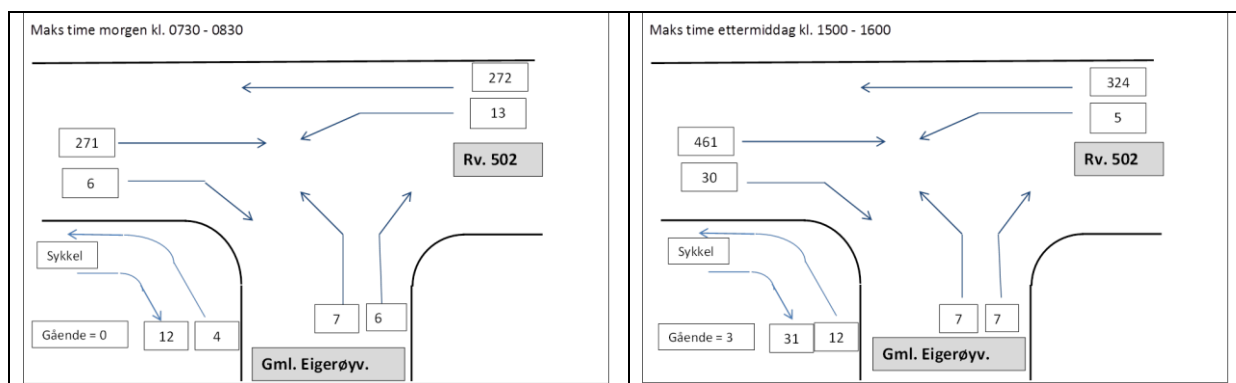 Maks time morgen kl. 0730 - 0830
272
13
271
Rv. 502
6
Sykkel
7 6
Gående = 0 12 4
Gml. Eigerøyv.
Maks time ettermiddag kl. 1500 - 1600
324
5
461
Rv. 502
30
Sykkel
7 7
Gående = 3 31 12
Gml. Eigerøyv.